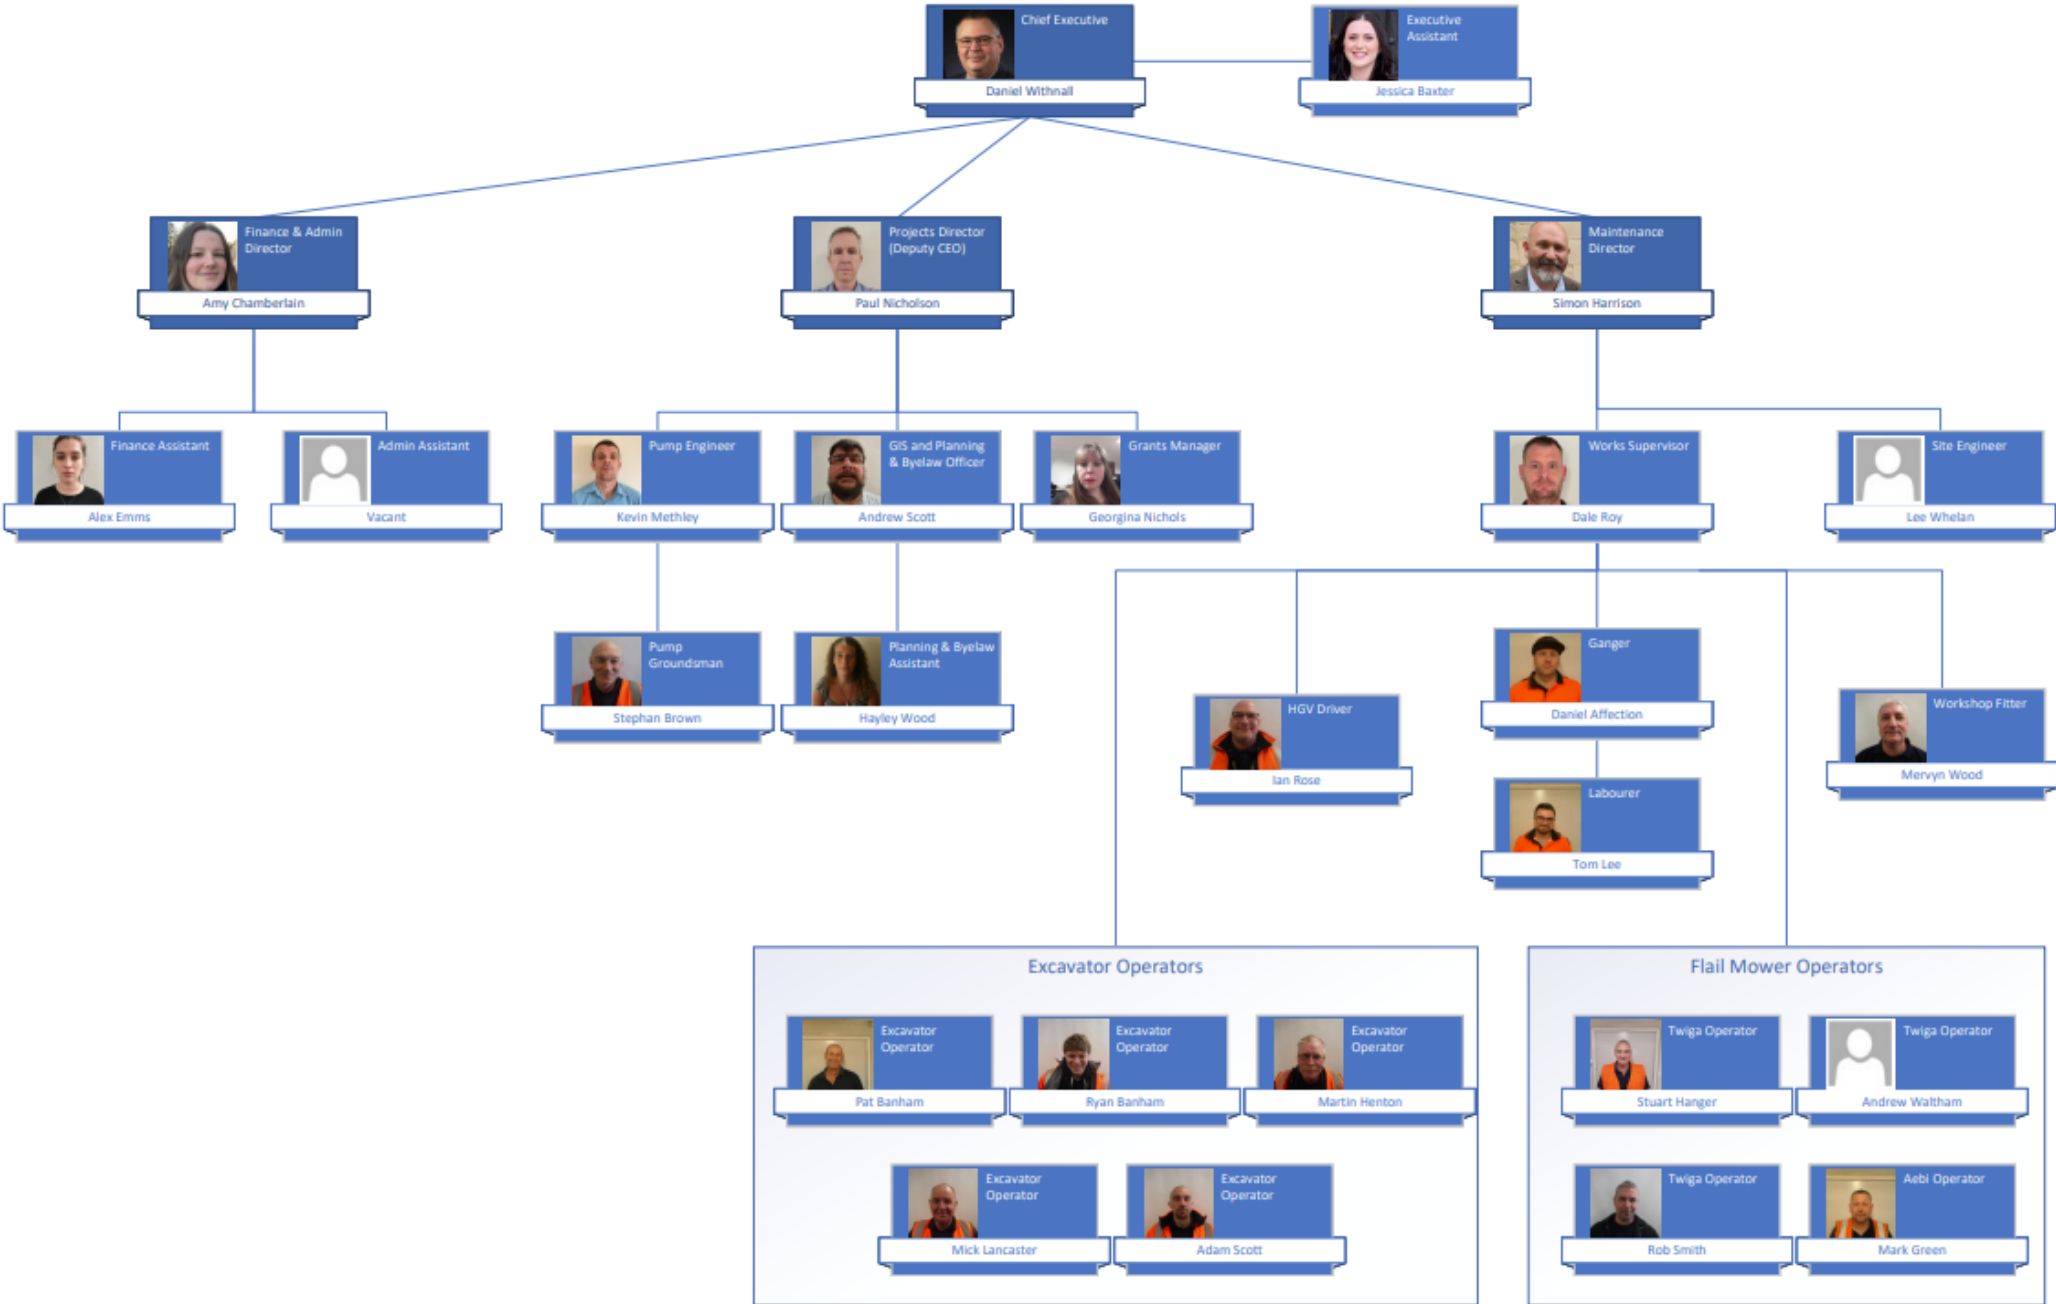 Chief Executive
Daniel Withnall
Executive
Assistant
Jessica Baxter
Finance & Admin
Director
Amy Chamberlain
Projects Director
(Deputy CEO)
Paul Nicholson
Maintenance
Director
Simon Harrison
Finance Assistant
Alex Emms
Admin Assistant
Vacant
Pump Engineer
Kevin Methley
GIS and Planning
& Byelaw Officer
Andrew Scott
Grants Manager
Georgina Nichols
Works Supervisor
Dale Roy
Site Engineer
Lee Whelan
Pump
Groundsman
Stephan Brown
Planning & Byelaw
Assistant
Hayley Wood
HGV Driver
Ian Rose
Ganger
Daniel Affection
Workshop Fitter
Mervyn Wood
Labourer
Tom Lee
Excavator Operators
Excavator
Operator
Pat Banham
Excavator
Operator
Ryan Banham
Excavator
Operator
Martin Henton
Excavator
Operator
Mick Lancaster
Excavator
Operator
Adam Scott
Flail Mower Operators
Twiga Operator
Stuart Hanger
Twiga Operator
Andrew Waltham
Twiga Operator
Rob Smith
Aebi Operator
Mark Green